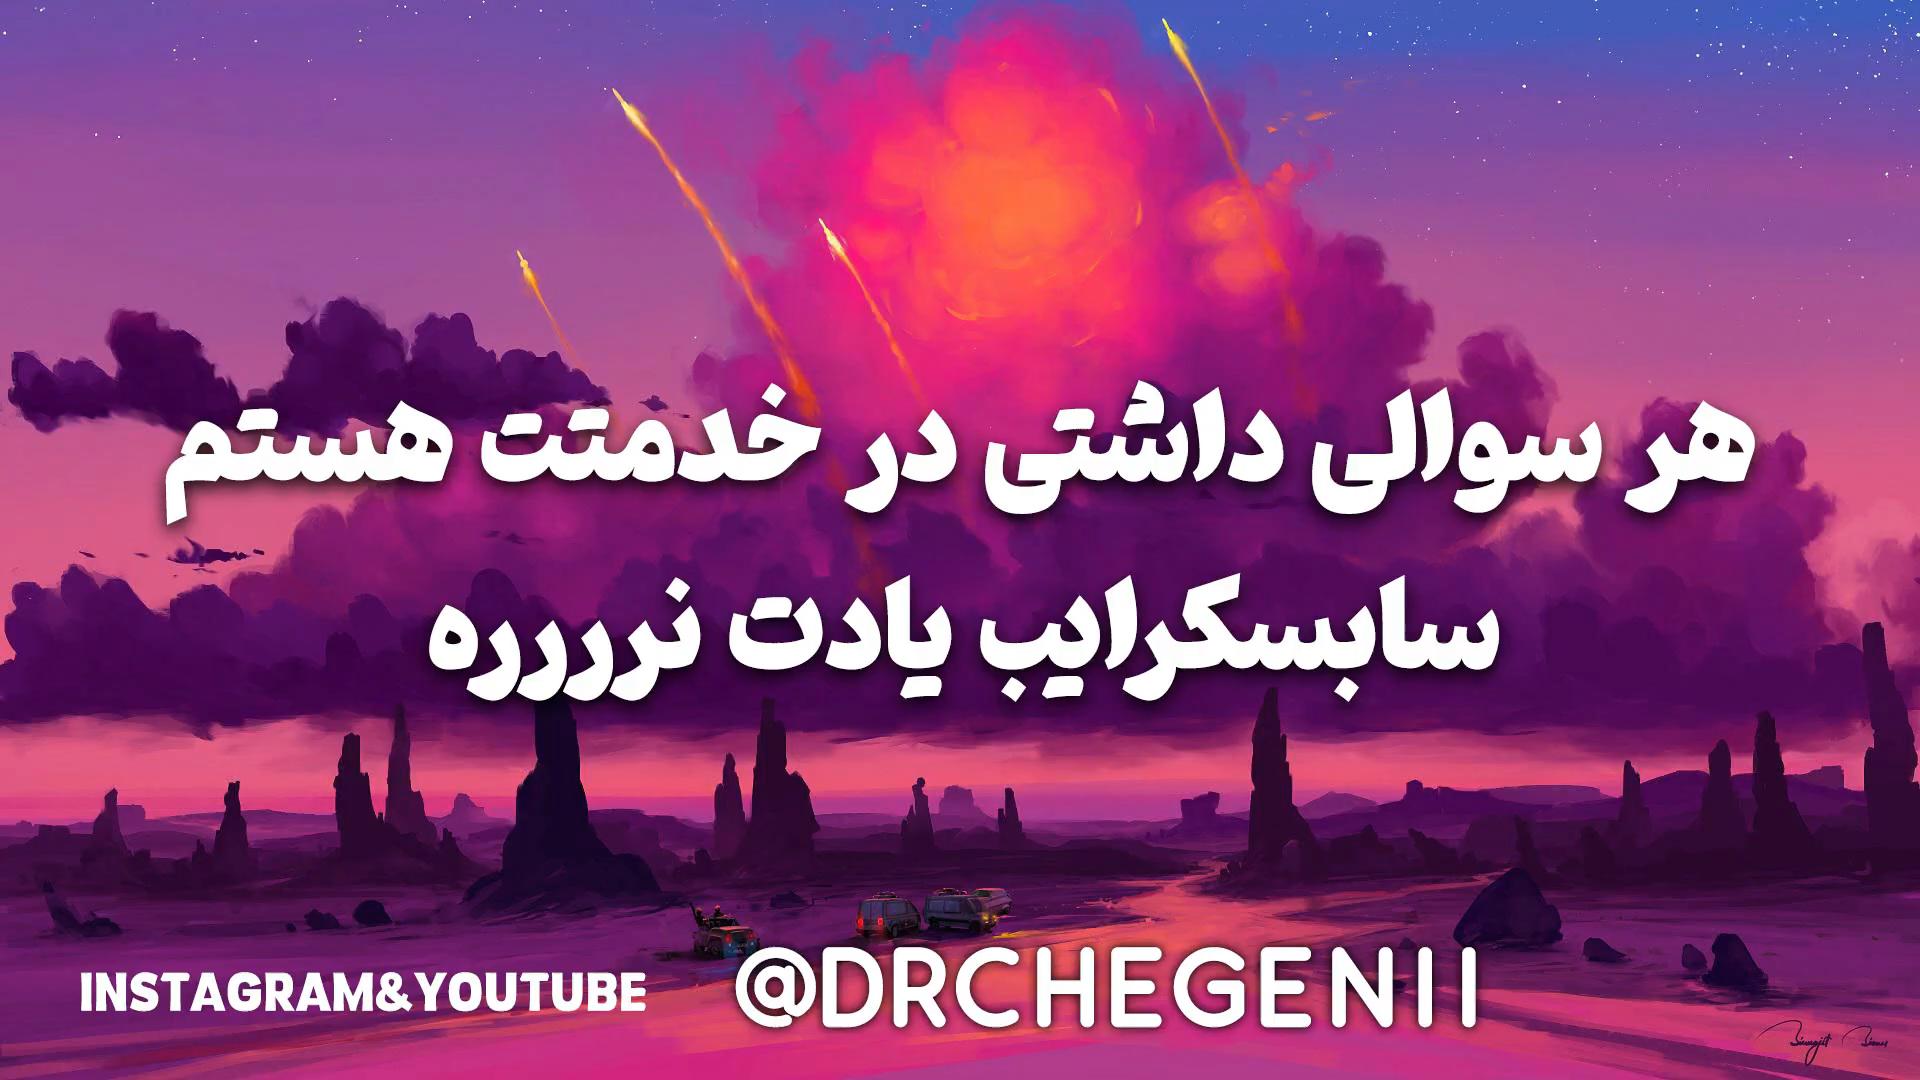 هر سوالی داشتی در خدمتت هستم
سابسکرایب یادت نرررره
INSTAGRAM&YOUTUBE @DRCHEGENII